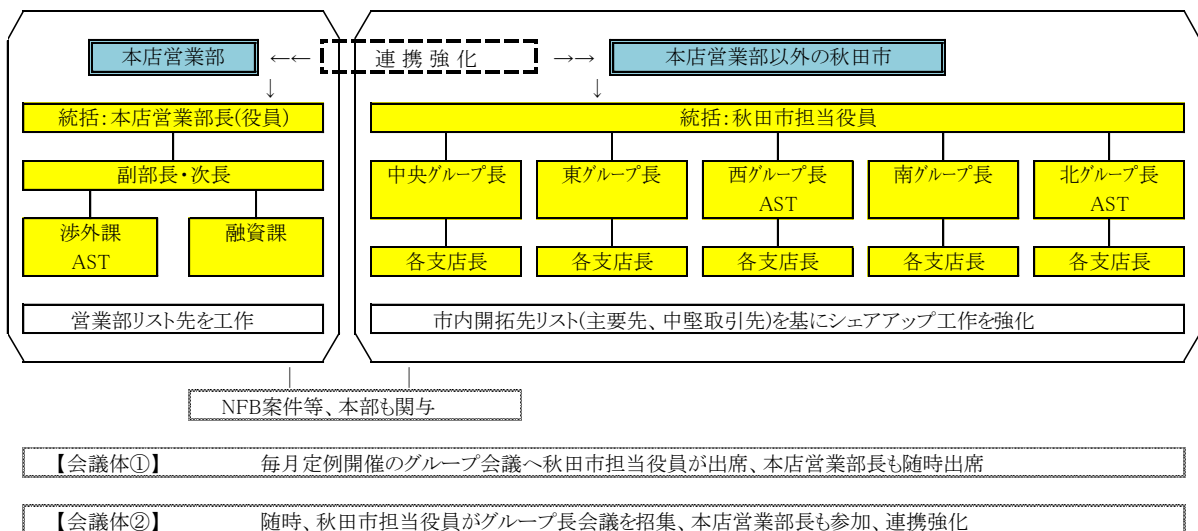 本店営業部 ←← 連 携 強 化 →→ 本店営業部以外の秋田市
↓ ↓
統括：本店営業部長(役員) 統括：秋田市担当役員
副部長・次長 中央グループ長 東グループ長 西グループ長 南グループ長 北グループ長
AST AST
渉外課 融資課
AST 各支店長 各支店長 各支店長 各支店長 各支店長
営業部リスト先を工作 市内開拓先リスト(主要先、中堅取引先)を基にシェアアップ工作を強化
NFB案件等、本部も関与
【会議体①】 毎月定例開催のグループ会議へ秋田市担当役員が出席、本店営業部長も随時出席
【会議体②】 随時、秋田市担当役員がグループ長会議を招集、本店営業部長も参加、連携強化